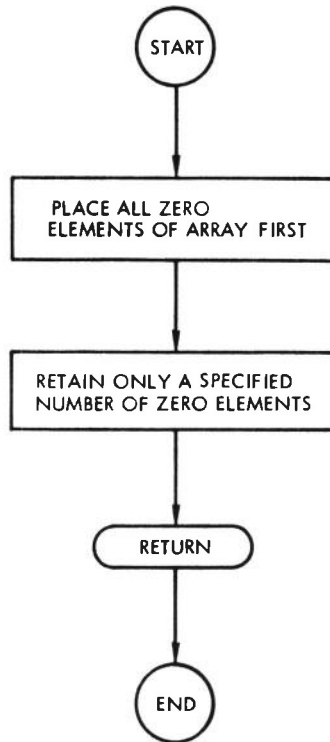 START
PLACE ALL ZERO
ELEMENTS OF ARRAY FIRST
RETAIN ONLY A SPECIFIED
NUMBER OF ZERO ELEMENTS
RETURN
END